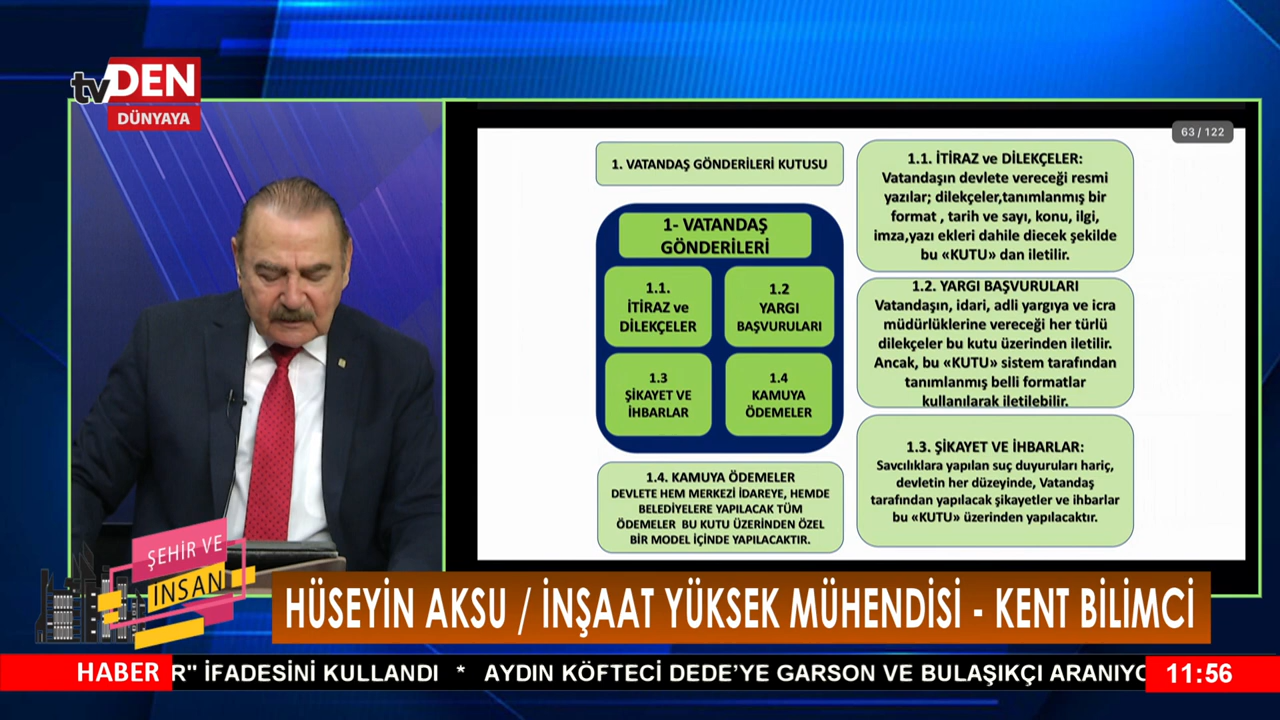 tvDEN
DÜNYAYA
63 / 122
1. VATANDAŞ GÖNDERİLERİ KUTUSU
1- VATANDAŞ
GÖNDERİLERİ
1.1.
İTİRAZ ve
DİLEKÇELER
1.2
YARGI
BAŞVURULARI
1.3
ŞİKAYET VE
İHBARLAR
1.4
KAMUYA
ÖDEMELER
1.4. KAMUYA ÖDEMELER
DEVLETE HEM MERKEZİ İDAREYE, HEMDE
BELEDİYELERE YAPILACAK TÜM
ÖDEMELER BU KUTU ÜZERİNDEN ÖZEL
BİR MODEL İÇİNDE YAPILACAKTIR.
1.1. İTİRAZ ve DİLEKÇELER:
Vatandaşın devlete vereceği resmi
yazılar; dilekçeler,tanımlanmış bir
format , tarih ve sayı, konu, ilgi,
imza,yazı ekleri dahile diecek şekilde
bu «KUTU» dan iletilir.
1.2. YARGI BAŞVURULARI
Vatandaşın, idari, adli yargıya ve icra
müdürlüklerine vereceği her türlü
dilekçeler bu kutu üzerinden iletilir.
Ancak, bu «KUTU» sistem tarafından
tanımlanmış belli formatlar
kullanılarak iletilebilir.
1.3. ŞİKAYET VE İHBARLAR:
Savcılıklara yapılan suç duyuruları hariç,
devletin her düzeyinde, Vatandaş
tarafından yapılacak şikayetler ve ihbarlar
bu «KUTU» üzerinden yapılacaktır.
ŞEHİR VE
İNSAN
HÜSEYİN AKSU / İNŞAAT YÜKSEK MÜHENDİSİ - KENT BİLİMCİ
HABER R" İFADESİNİ KULLANDI * AYDIN KÖFTECİ DEDE’YE GARSON VE BULAŞIKÇI ARANIYO 11:56